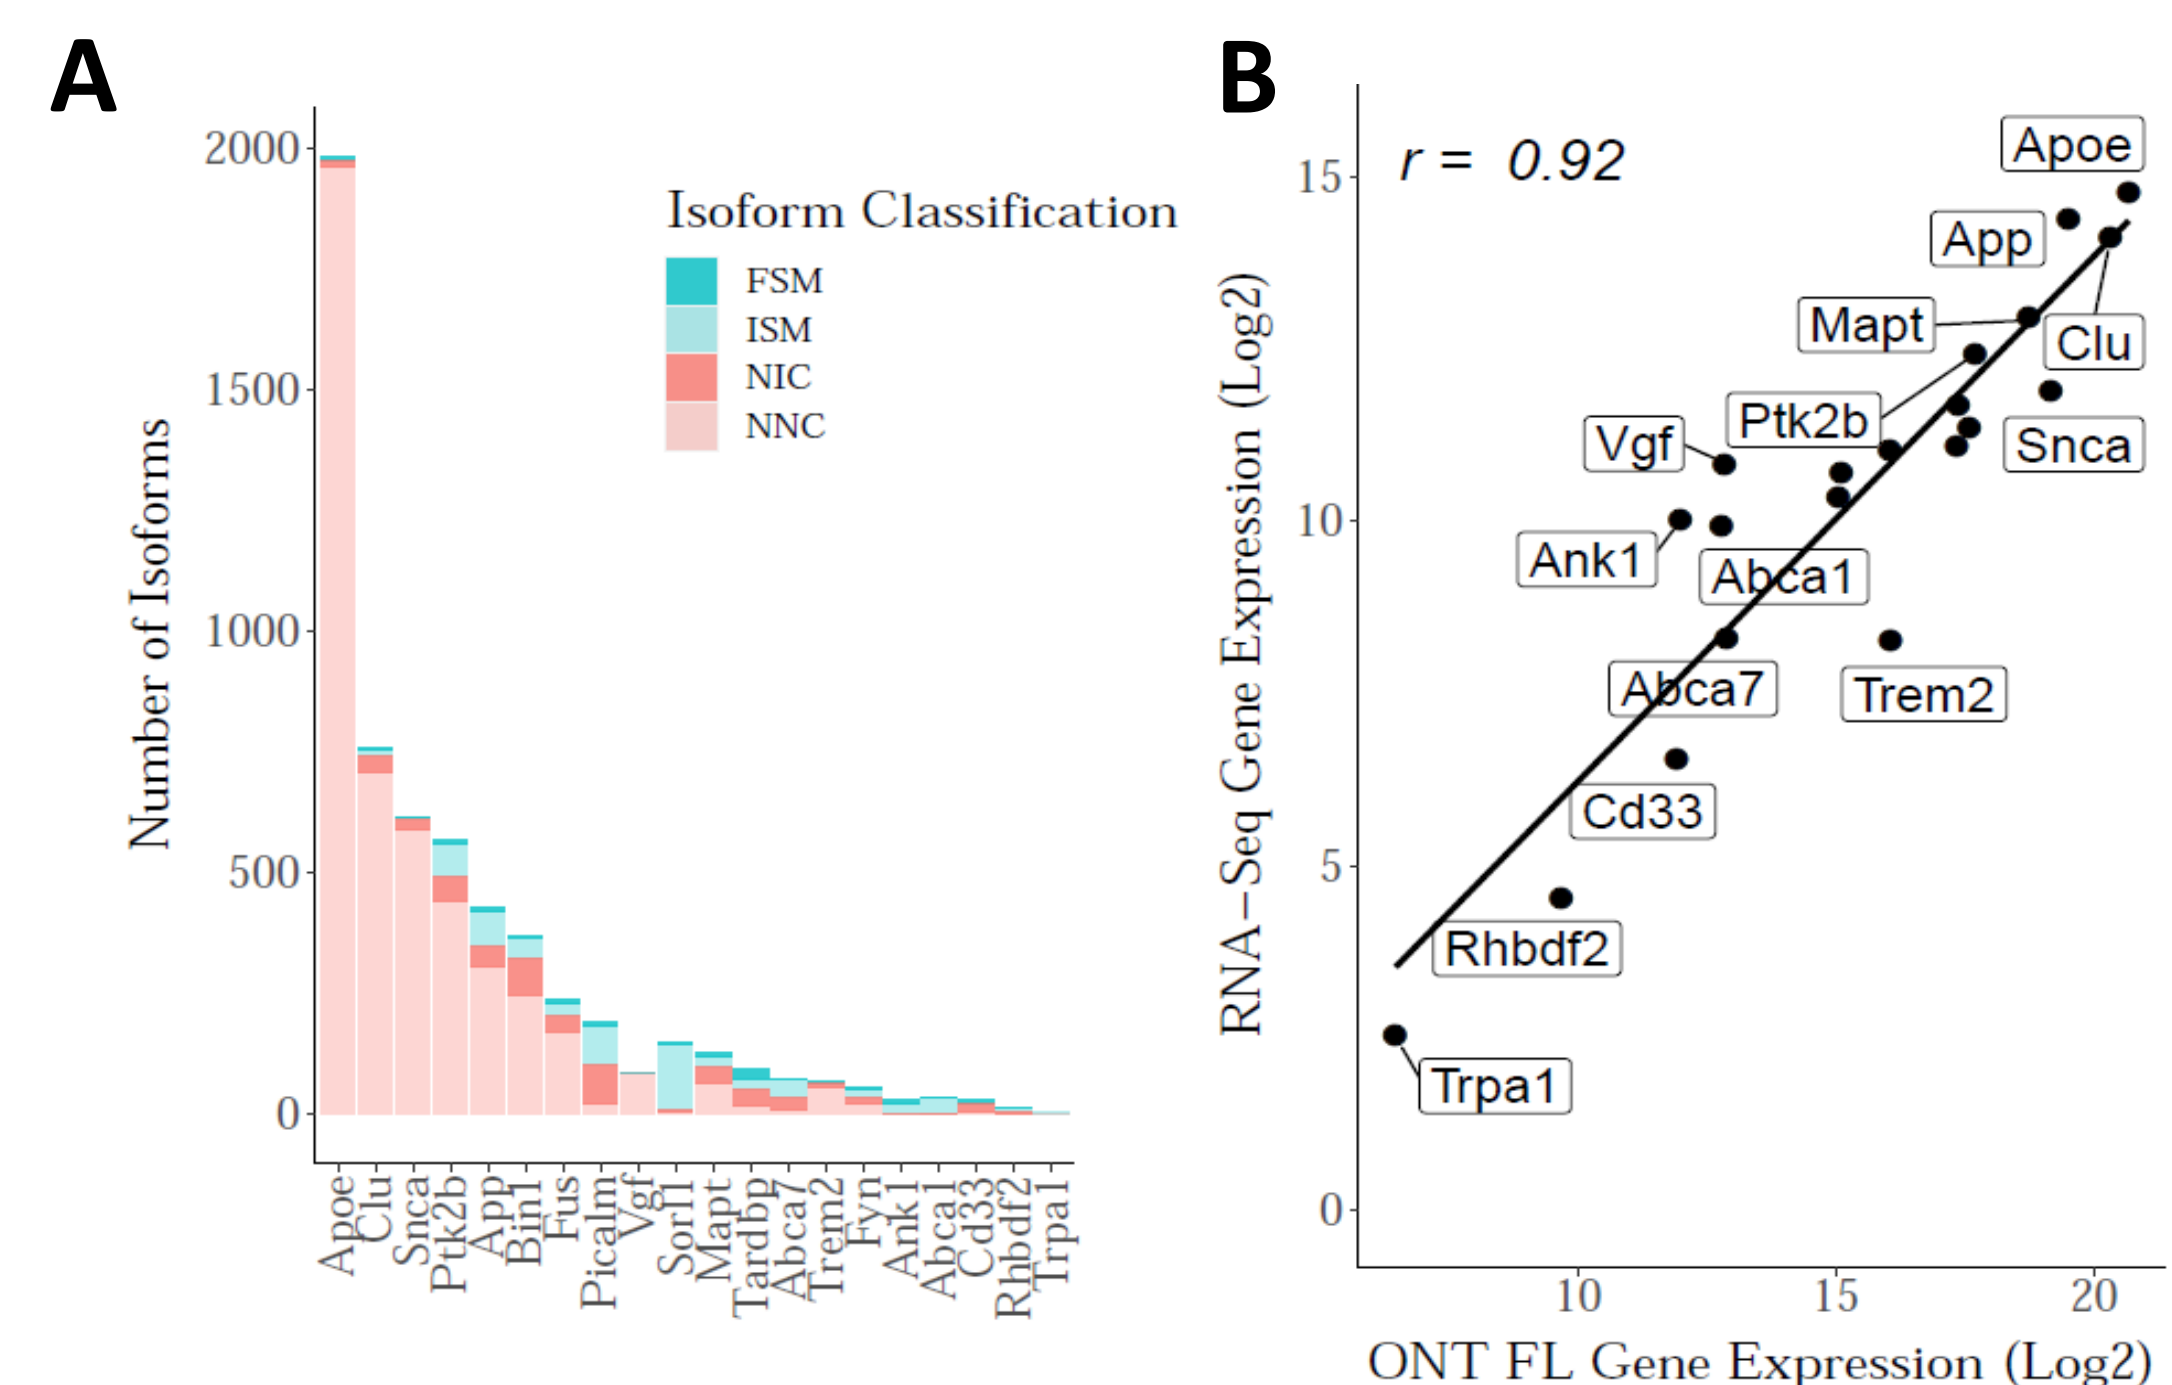 A
Number of Isoforms
2000
1500
1000
500
0
Isoform Classification
FSM
ISM
NIC
NNC
Apoe
Clu
Snca
Ptk2b
App
Bin1
Fus
Picalm
Vgf
Sorl1
Mapt
Tardbp
Abca7
Trem2
Fyn
Ank1
Abca1
Cd33
Rhbdf2
Trpa1
B
RNA-Seq Gene Expression (Log2)
15
10
5
0
r = 0.92
Apoe
App
Mapt
Clu
Ptk2b
Vgf
Snca
Ank1
Abca1
Abca7
Trem2
Cd33
Rhbdf2
Trpa1
10
15
20
ONT FL Gene Expression (Log2)